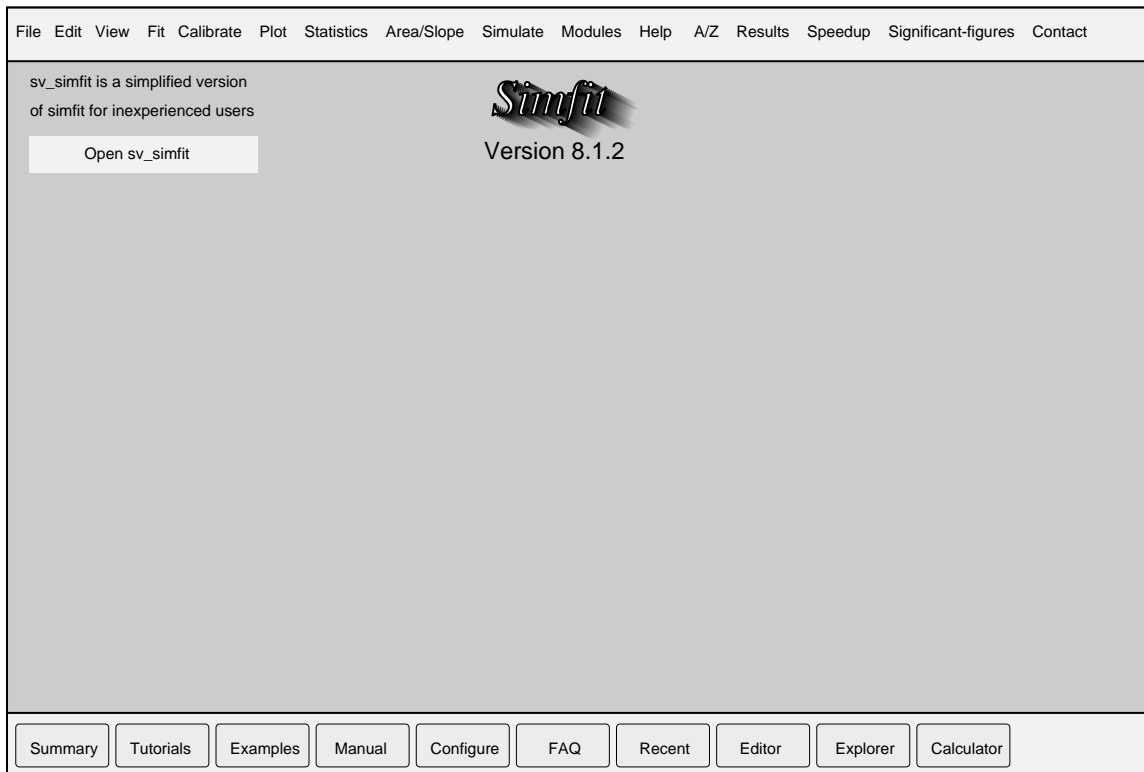 File Edit View Fit Calibrate Plot Statistics Area/Slope Simulate Modules Help A/Z Results Speedup Significant-figures Contact
sv_simfit is a simplified version
of simfit for inexperienced users
Open sv_simfit
Simfit
Version 8.1.2
Summary Tutorials Examples Manual Configure FAQ Recent Editor Explorer Calculator